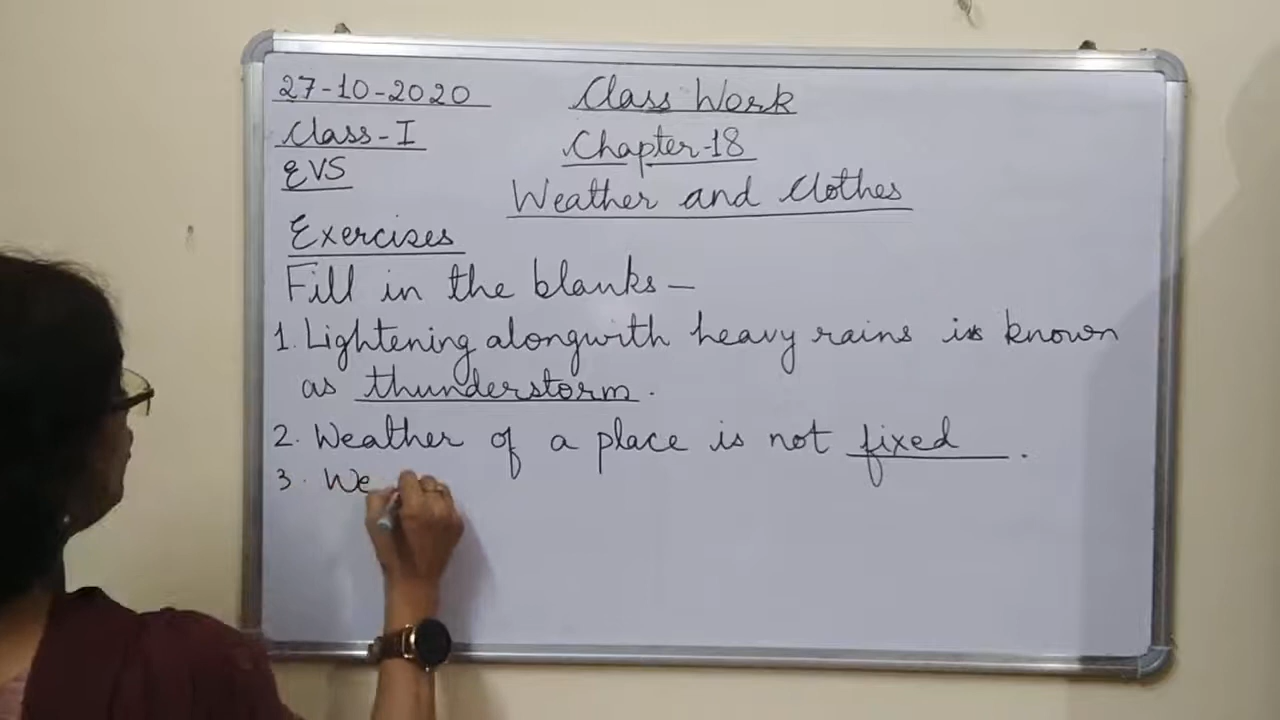 27-10-2020
Class Work
Class-I
Chapter-18
EVS
Weather and Clothes
Exercises
Fill in the blanks -
1. Lightening alongwith heavy rains is known
as thunderstorm.
2. Weather of a place is not fixed.
3. We